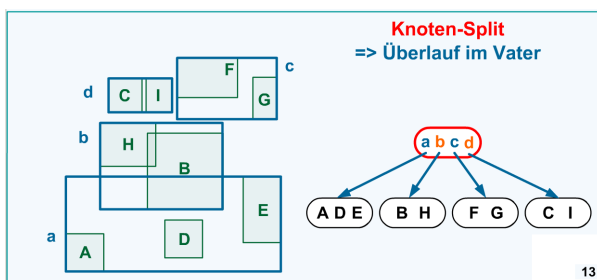 Knoten-Split
=> Überlauf im Vater
F
c
d
C
I
G
b
H
B
a b c d
E
A D E
B H
F G
C I
a
D
A
13